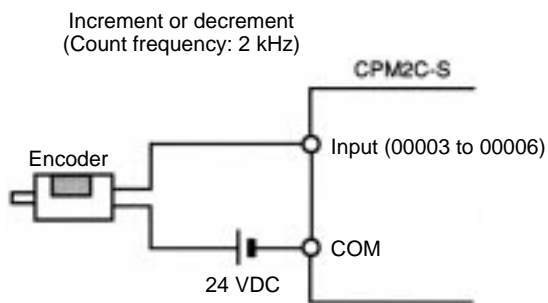 Increment or decrement
(Count frequency: 2 kHz)
CPM2C-S
Input (00003 to 00006)
Encoder
COM
24 VDC